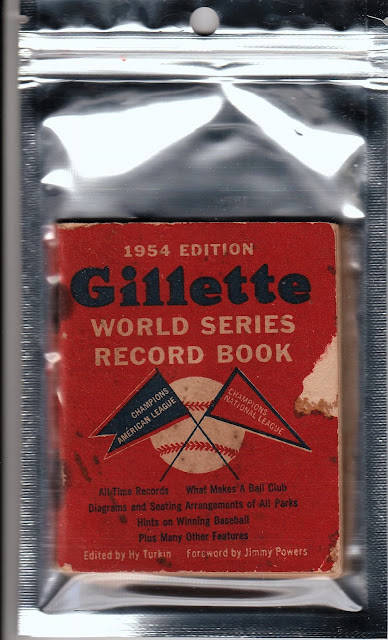 1954 EDITION
Gillette
WORLD SERIES
RECORD BOOK
CHAMPIONS
AMERICAN LEAGUE
CHAMPIONS
NATIONAL LEAGUE
All-Time Records What Makes A Ball Club
Diagrams and Seating Arrangements of All Parks
Hints on Winning Baseball
Plus Many Other Features
Edited by Hy Turkin Foreword by Jimmy Powers